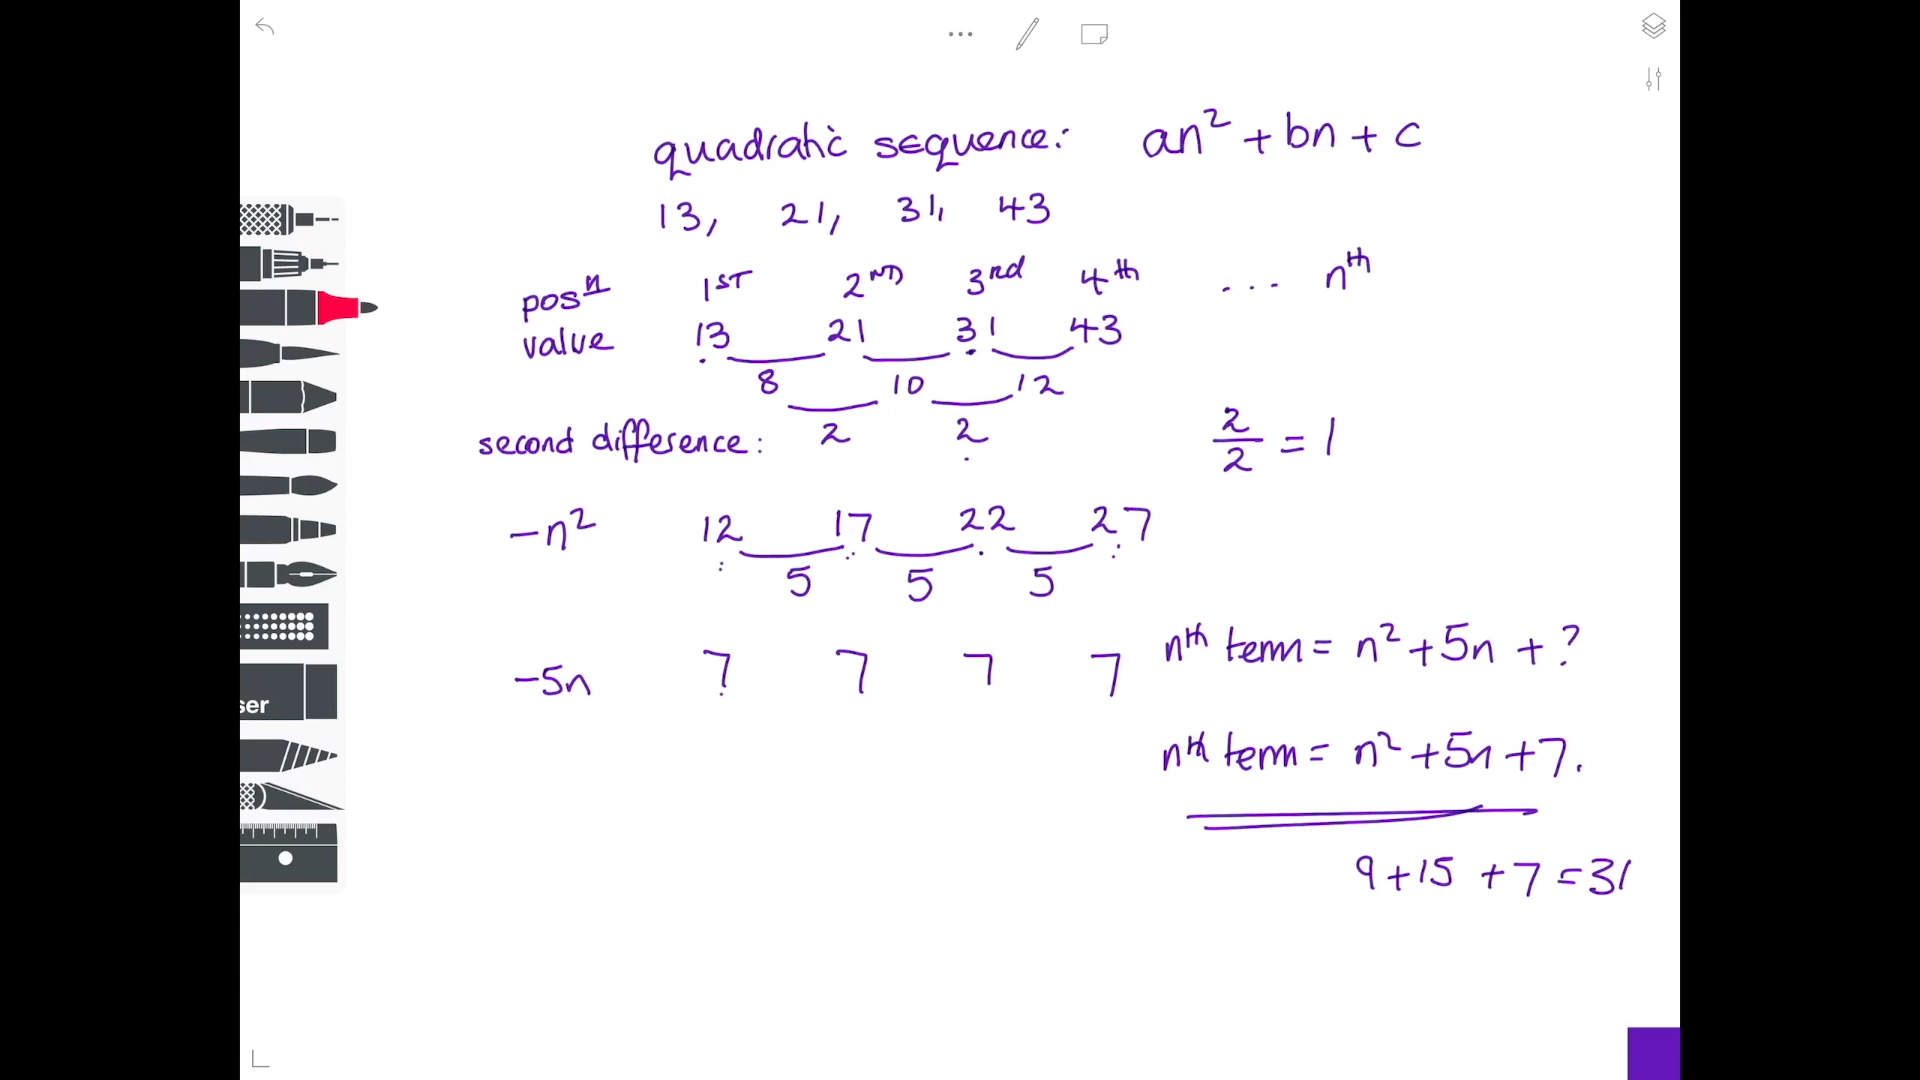 quadratic sequence: an² + bn + c
13, 21, 31, 43
posⁿ 1ST 2ND 3rd 4th ... nth
value 13 21 31 43
8 10 12
second difference: 2 2 2/2 = 1
-n² 12 17 22 27
5 5 5
nth term = n² + 5n + ?
-5n 7 7 7 7
nth term = n² + 5n + 7.
9 + 15 + 7 = 31
ser